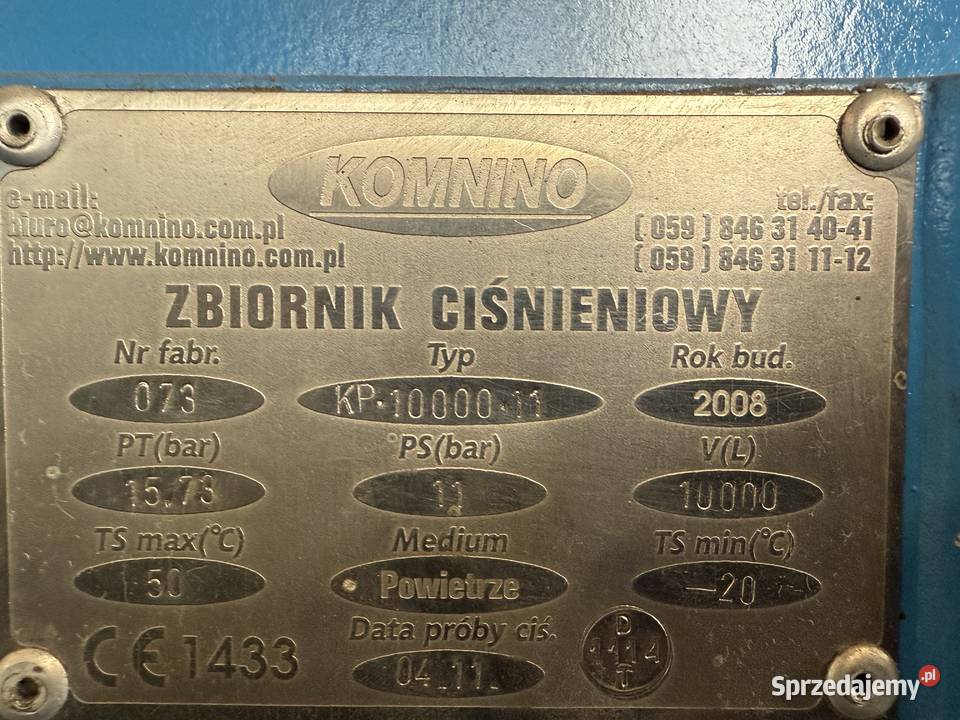 KOMNINO
e-mail:
biuro@komnino.com.pl
http://www.komnino.com.pl
tel./fax:
( 059 ) 846 31 40-41
( 059 ) 846 31 11-12
ZBIORNIK CIŚNIENIOWY
Nr fabr. Typ Rok bud.
073 KP-10000-11 2008
PT(bar) PS(bar) V(L)
15.73 11 10000
TS max(°C) Medium TS min(°C)
50 Powietrze -20
Data próby ciś.
CE 1433 04.11. D
1114
T
Sprzedajemy.pl